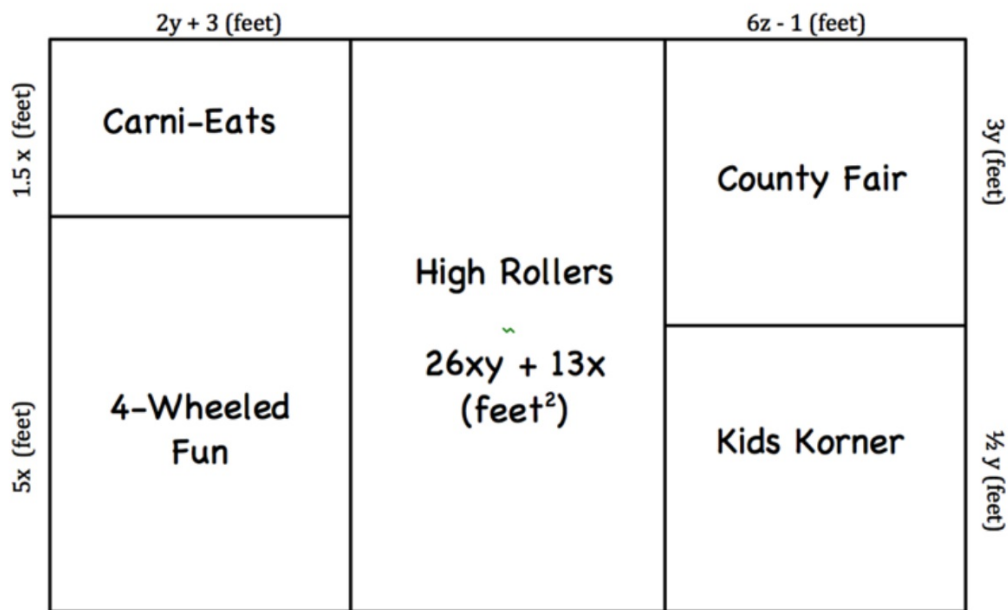 2y + 3 (feet)
6z - 1 (feet)
1.5 x (feet)
Carni-Eats
3y (feet)
County Fair
High Rollers
26xy + 13x
(feet²)
5x (feet)
4-Wheeled
Fun
Kids Korner
½ y (feet)